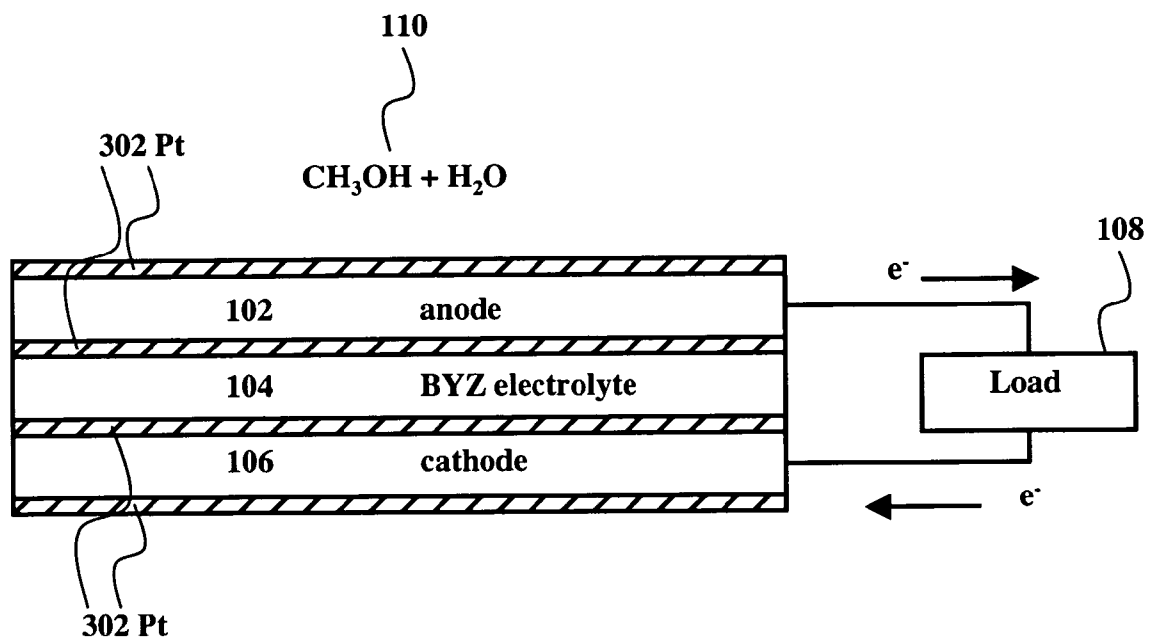 110
302 Pt
CH₃OH + H₂O
108
e⁻
102 anode
Load
104 BYZ electrolyte
106 cathode
e⁻
302 Pt